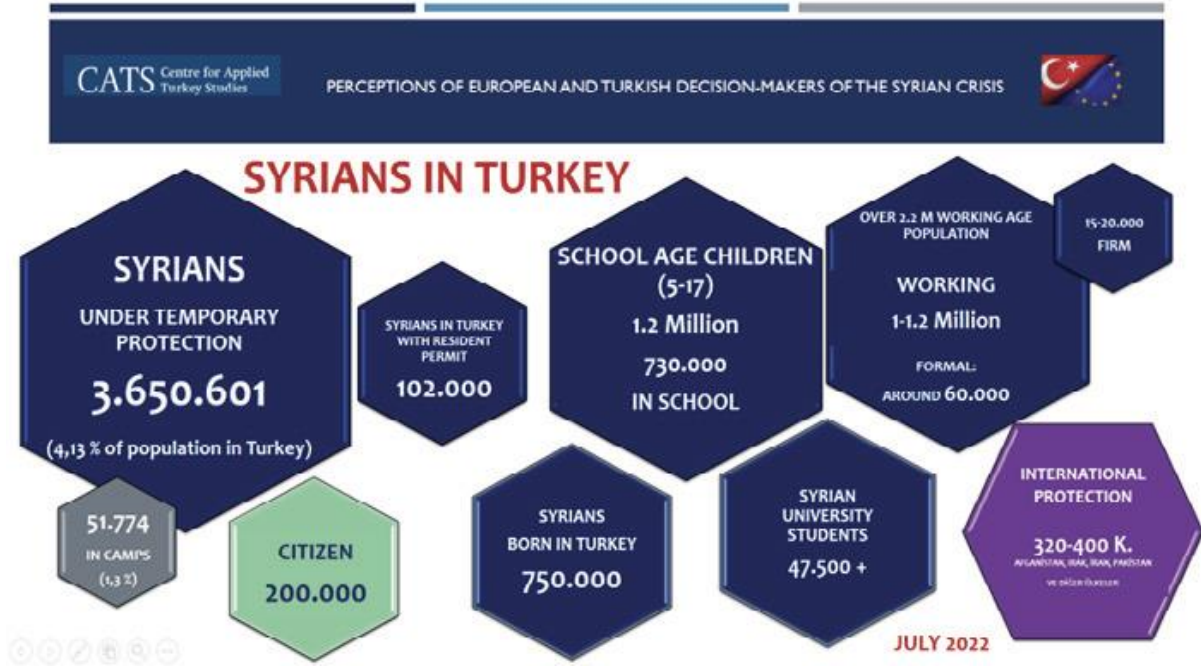 CATS Centre for Applied
Turkey Studies
PERCEPTIONS OF EUROPEAN AND TURKISH DECISION-MAKERS OF THE SYRIAN CRISIS
SYRIANS IN TURKEY
SYRIANS
UNDER TEMPORARY
PROTECTION
3.650.601
(4,13 % of population in Turkey)
51.774
IN CAMPS
(1,3 %)
SYRIANS IN TURKEY
WITH RESIDENT
PERMIT
102.000
CITIZEN
200.000
SCHOOL AGE CHILDREN
(5-17)
1.2 Million
730.000
IN SCHOOL
SYRIANS
BORN IN TURKEY
750.000
OVER 2.2 M WORKING AGE
POPULATION
WORKING
1-1.2 Million
FORMAL:
AROUND 60.000
15-20.000
FIRM
SYRIAN
UNIVERSITY
STUDENTS
47.500 +
INTERNATIONAL
PROTECTION
320-400 K.
AFGANİSTAN, IRAK, İRAN, PAKİSTAN
JULY 2022